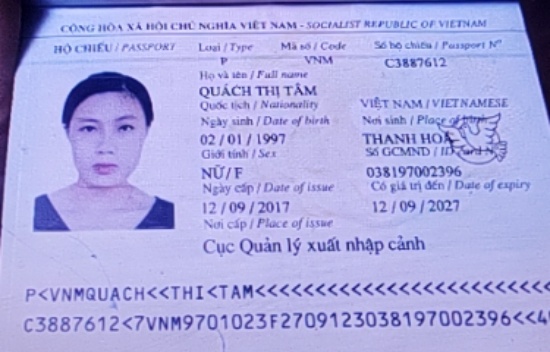 CỘNG HÒA XÃ HỘI CHỦ NGHĨA VIỆT NAM - SOCIALIST REPUBLIC OF VIETNAM
HỘ CHIẾU / PASSPORT Loại / Type Mã số / Code Số hộ chiếu / Passport Nº
P VNM C3887612
Họ và tên / Full name
QUÁCH THỊ TÂM
Quốc tịch / Nationality VIỆT NAM / VIETNAMESE
Ngày sinh / Date of birth Nơi sinh / Place of birth
02 / 01 / 1997 THANH HOÁ
Giới tính / Sex Số GCMND / ID card Nº
NỮ / F 038197002396
Ngày cấp / Date of issue Có giá trị đến / Date of expiry
12 / 09 / 2017 12 / 09 / 2027
Nơi cấp / Place of issue
Cục Quản lý xuất nhập cảnh
P<VNMQUACH<<THI<TAM<<<<<<<<<<<<<<<<<<<<<<<<<
C3887612<7VNM9701023F2709123038197002396<<4